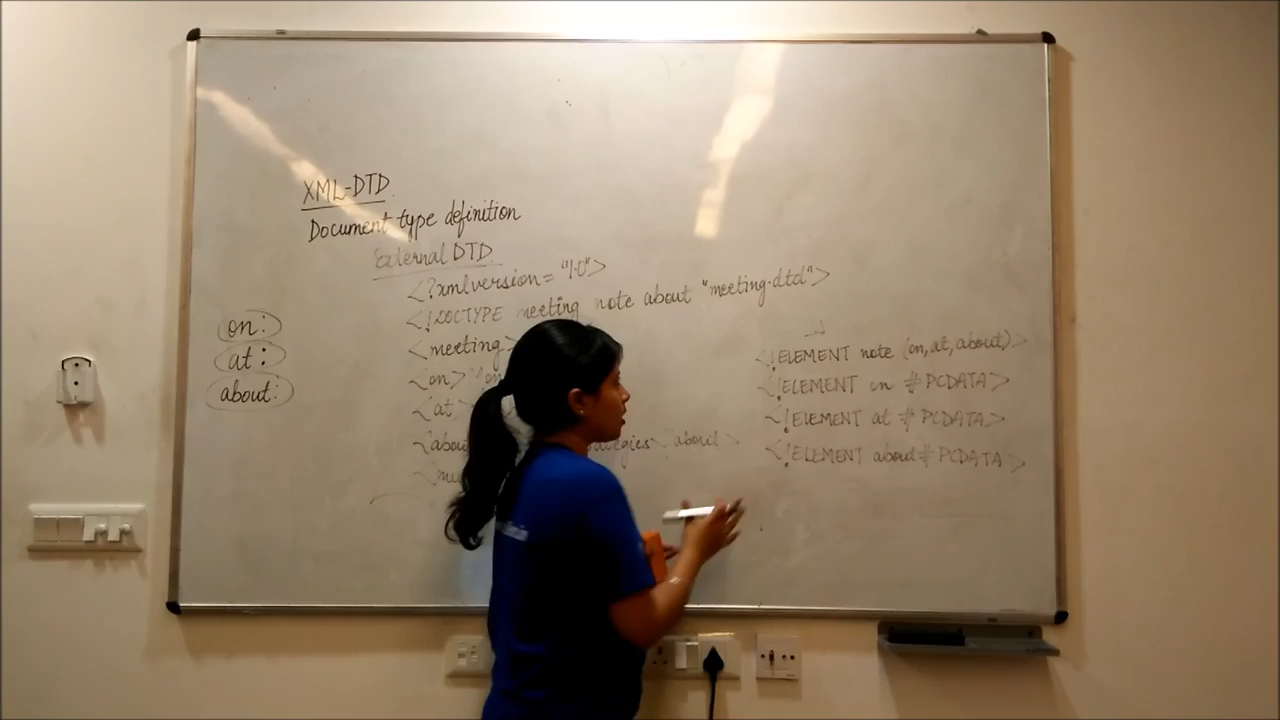 XML-DTD
Document type definition
External DTD
<?xmlversion= "1.0">
<!DOCTYPE meeting note about "meeting.dtd">
<meeting>
<on>
<at>
<abou about>
on:
at:
about:
<!ELEMENT note (on, at, about)>
<!ELEMENT on #PCDATA>
<!ELEMENT at #PCDATA>
<!ELEMENT about #PCDATA>